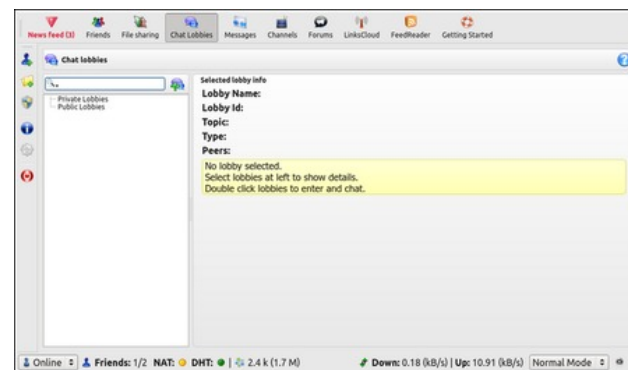 News feed (3) Friends File sharing Chat Lobbies Messages Channels Forums LinksCloud FeedReader Getting Started
Chat lobbies
Selected lobby info
Private Lobbies
Public Lobbies
Lobby Name:
Lobby Id:
Topic:
Type:
Peers:
No lobby selected.
Select lobbies at left to show details.
Double click lobbies to enter and chat.
Online Friends: 1/2 NAT: DHT: | 2.4 k (1.7 M) Down: 0.18 (kB/s) | Up: 10.91 (kB/s) Normal Mode